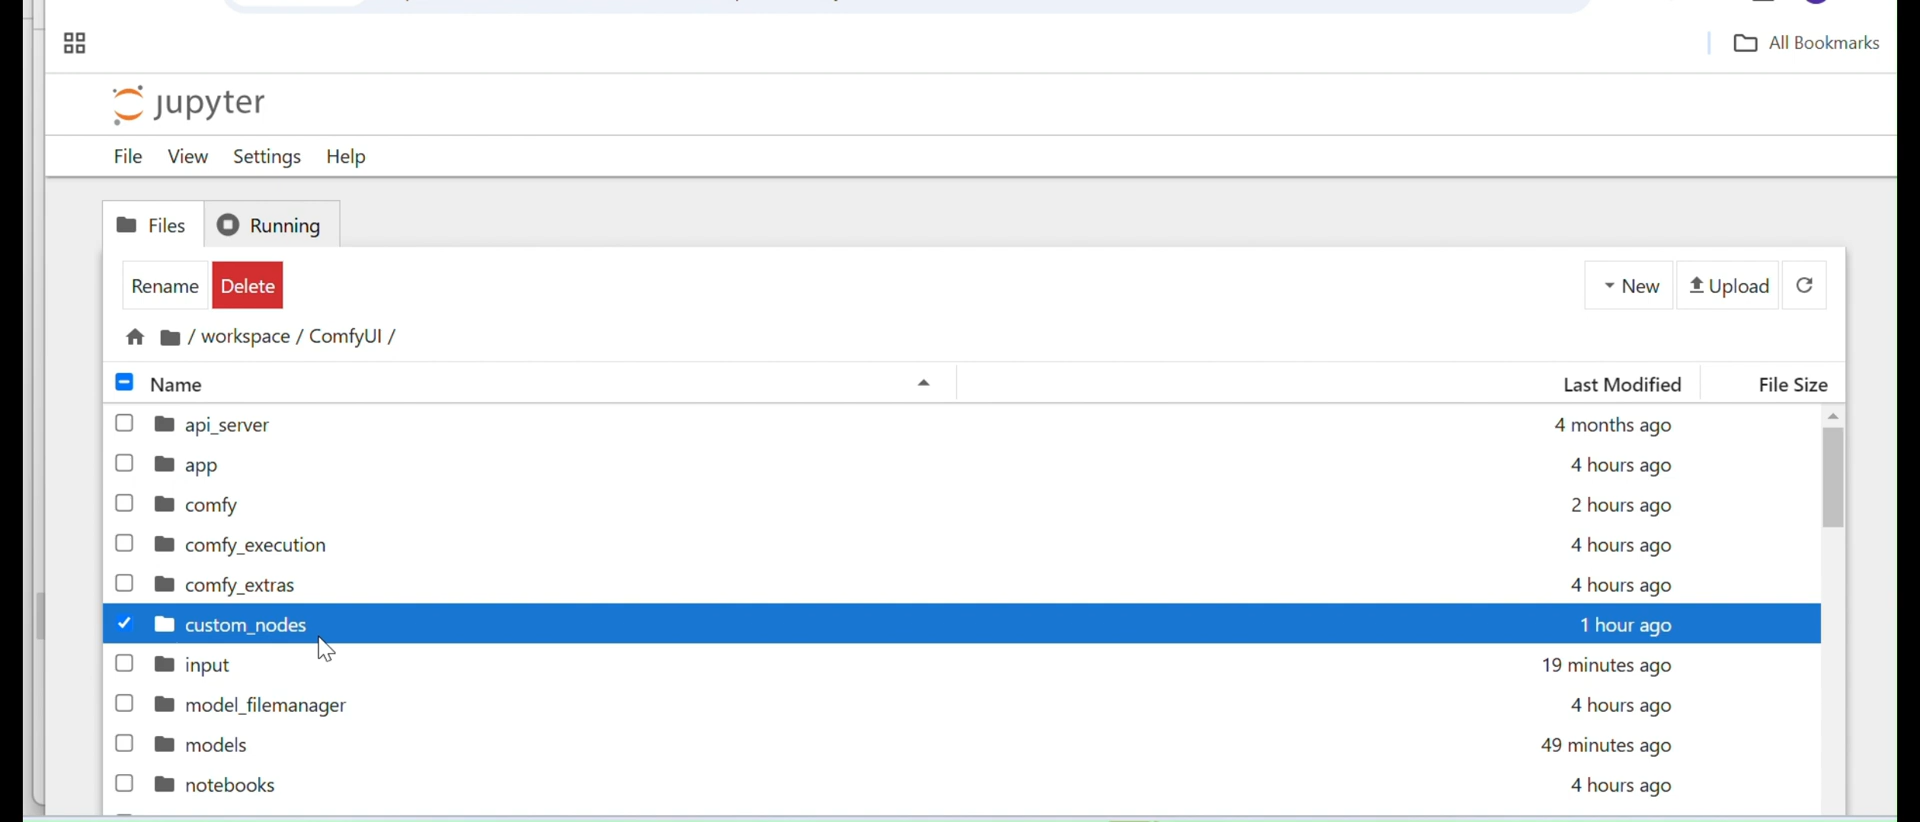 All Bookmarks
jupyter
File View Settings Help
Files Running
Rename Delete New Upload
/ workspace / ComfyUI /
Name Last Modified File Size
api_server 4 months ago
app 4 hours ago
comfy 2 hours ago
comfy_execution 4 hours ago
comfy_extras 4 hours ago
custom_nodes 1 hour ago
input 19 minutes ago
model_filemanager 4 hours ago
models 49 minutes ago
notebooks 4 hours ago